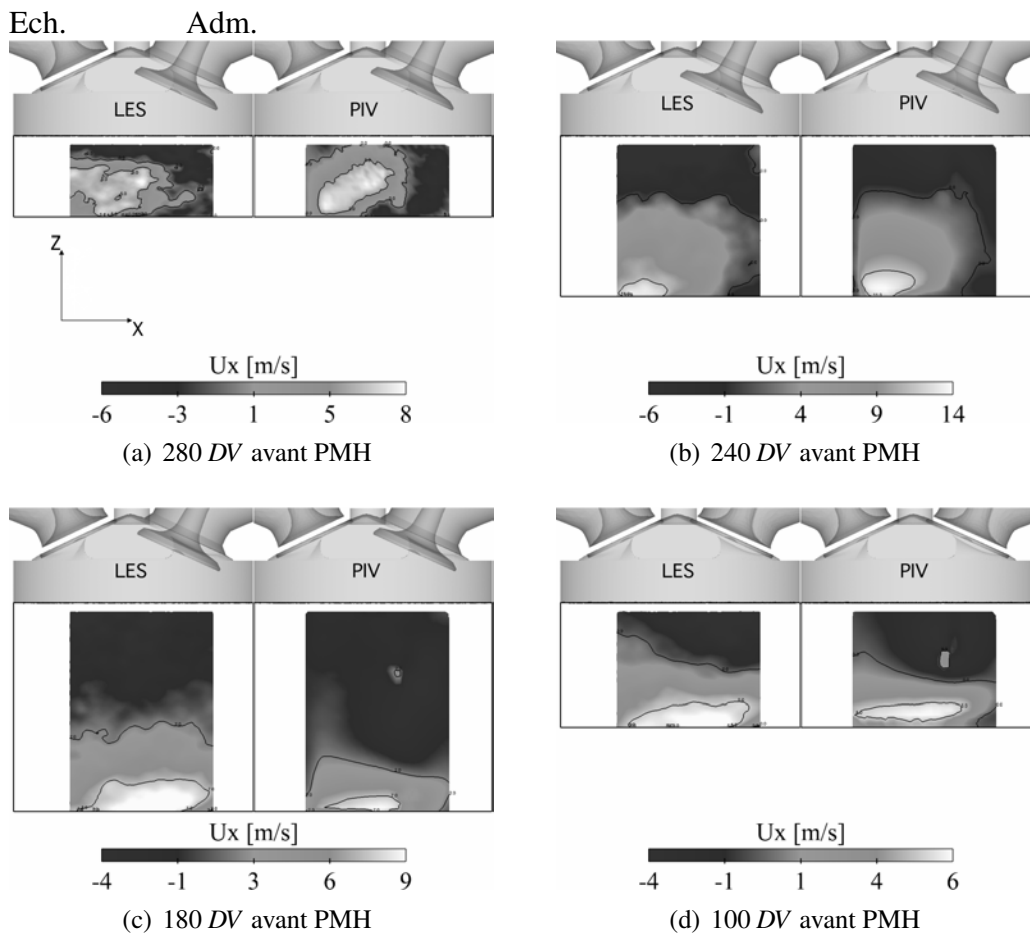 Ech. Adm.
LES PIV
LES PIV
Z
X
Ux [m/s]
-6 -3 1 5 8
Ux [m/s]
-6 -1 4 9 14
(a) 280 DV avant PMH
(b) 240 DV avant PMH
LES PIV
LES PIV
Ux [m/s]
-4 -1 3 6 9
Ux [m/s]
-4 -1 1 4 6
(c) 180 DV avant PMH
(d) 100 DV avant PMH